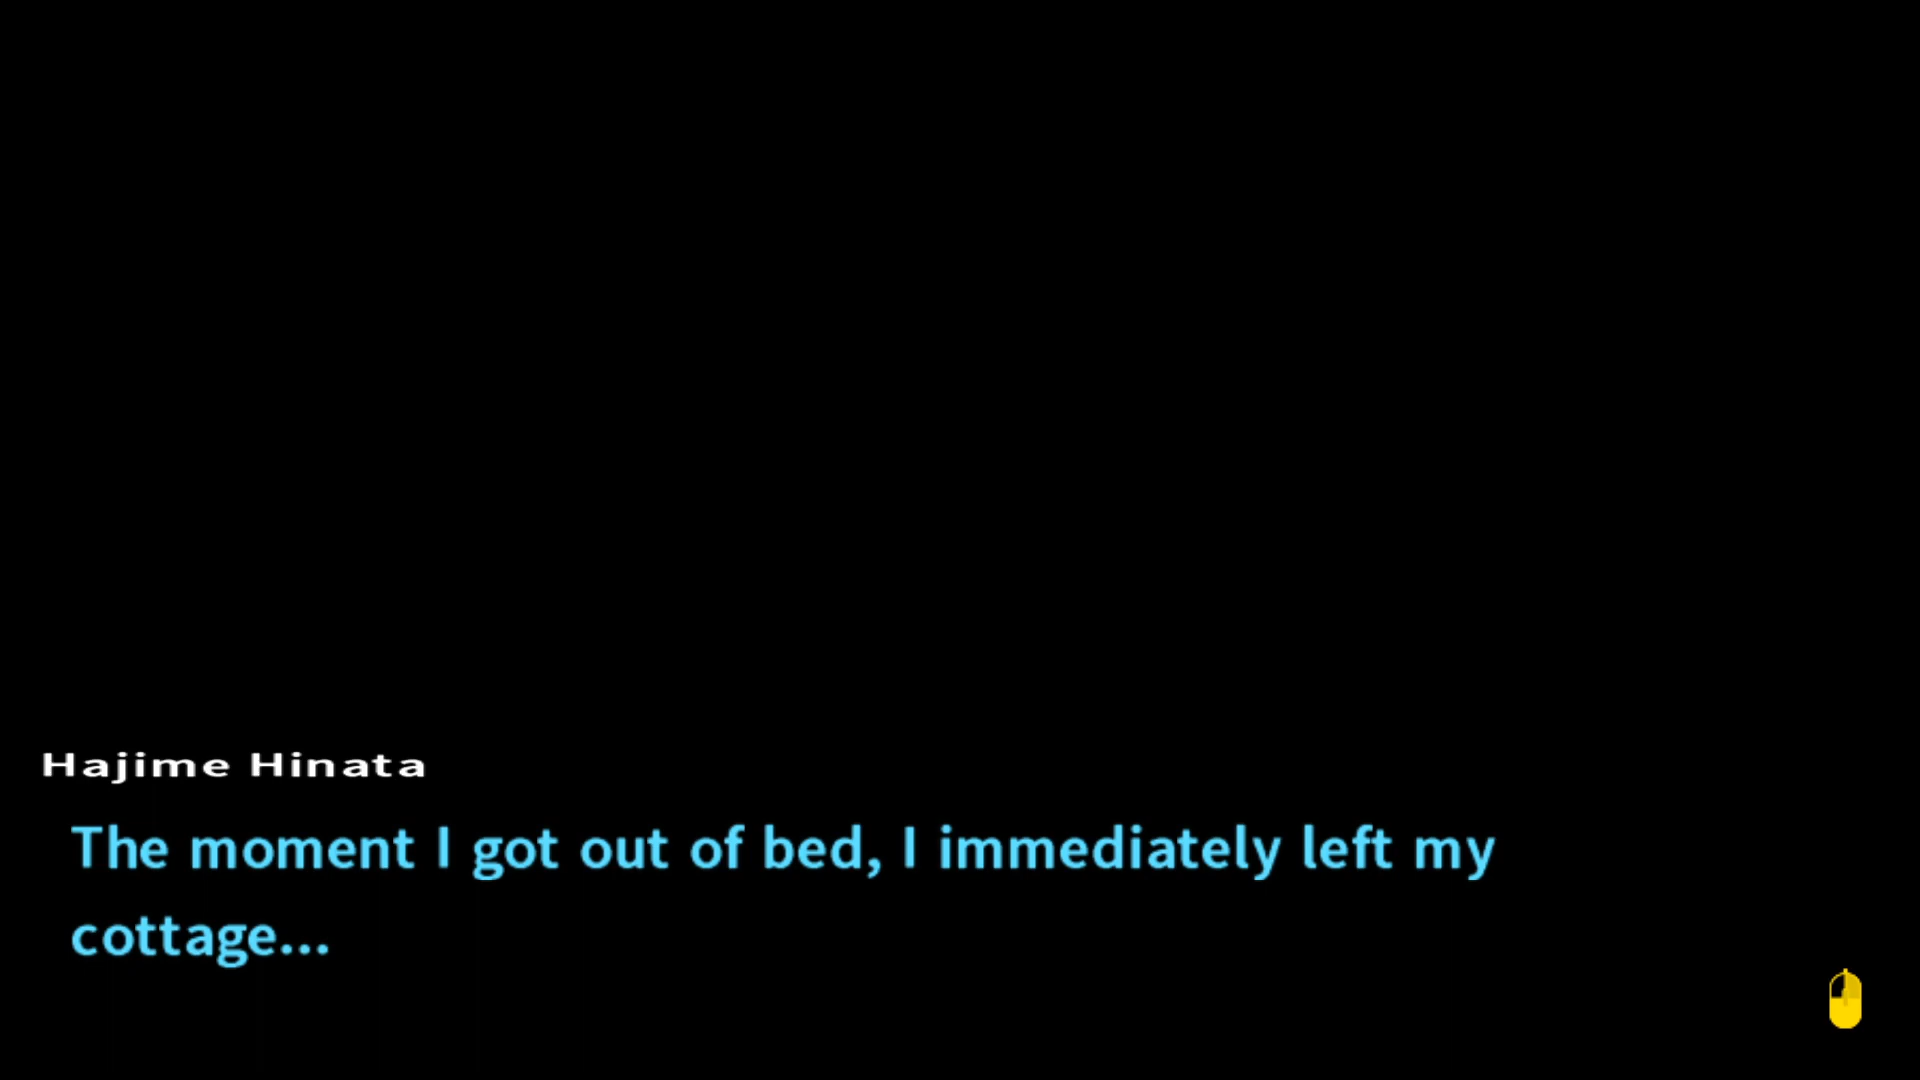 Hajime Hinata
The moment I got out of bed, I immediately left my
cottage...